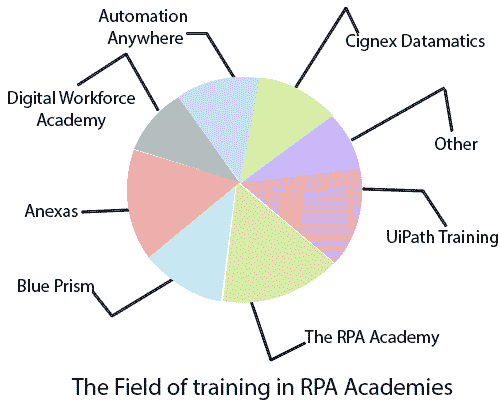 Automation
Anywhere
Cignex Datamatics
Digital Workforce
Academy
Other
Anexas
UiPath Training
Blue Prism
The RPA Academy
The Field of training in RPA Academies